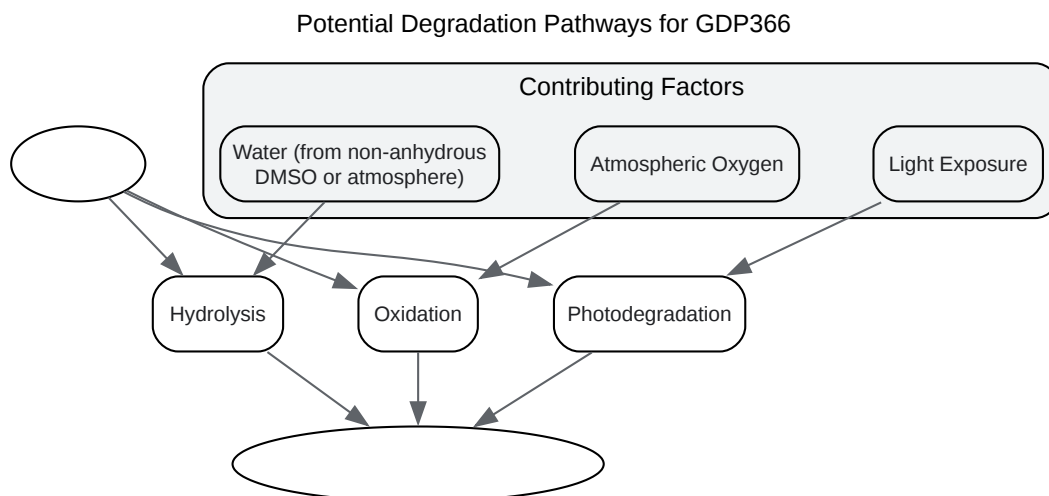 Potential Degradation Pathways for GDP366
Contributing Factors
Water (from non-anhydrous
DMSO or atmosphere)
Atmospheric Oxygen
Light Exposure
Hydrolysis
Oxidation
Photodegradation